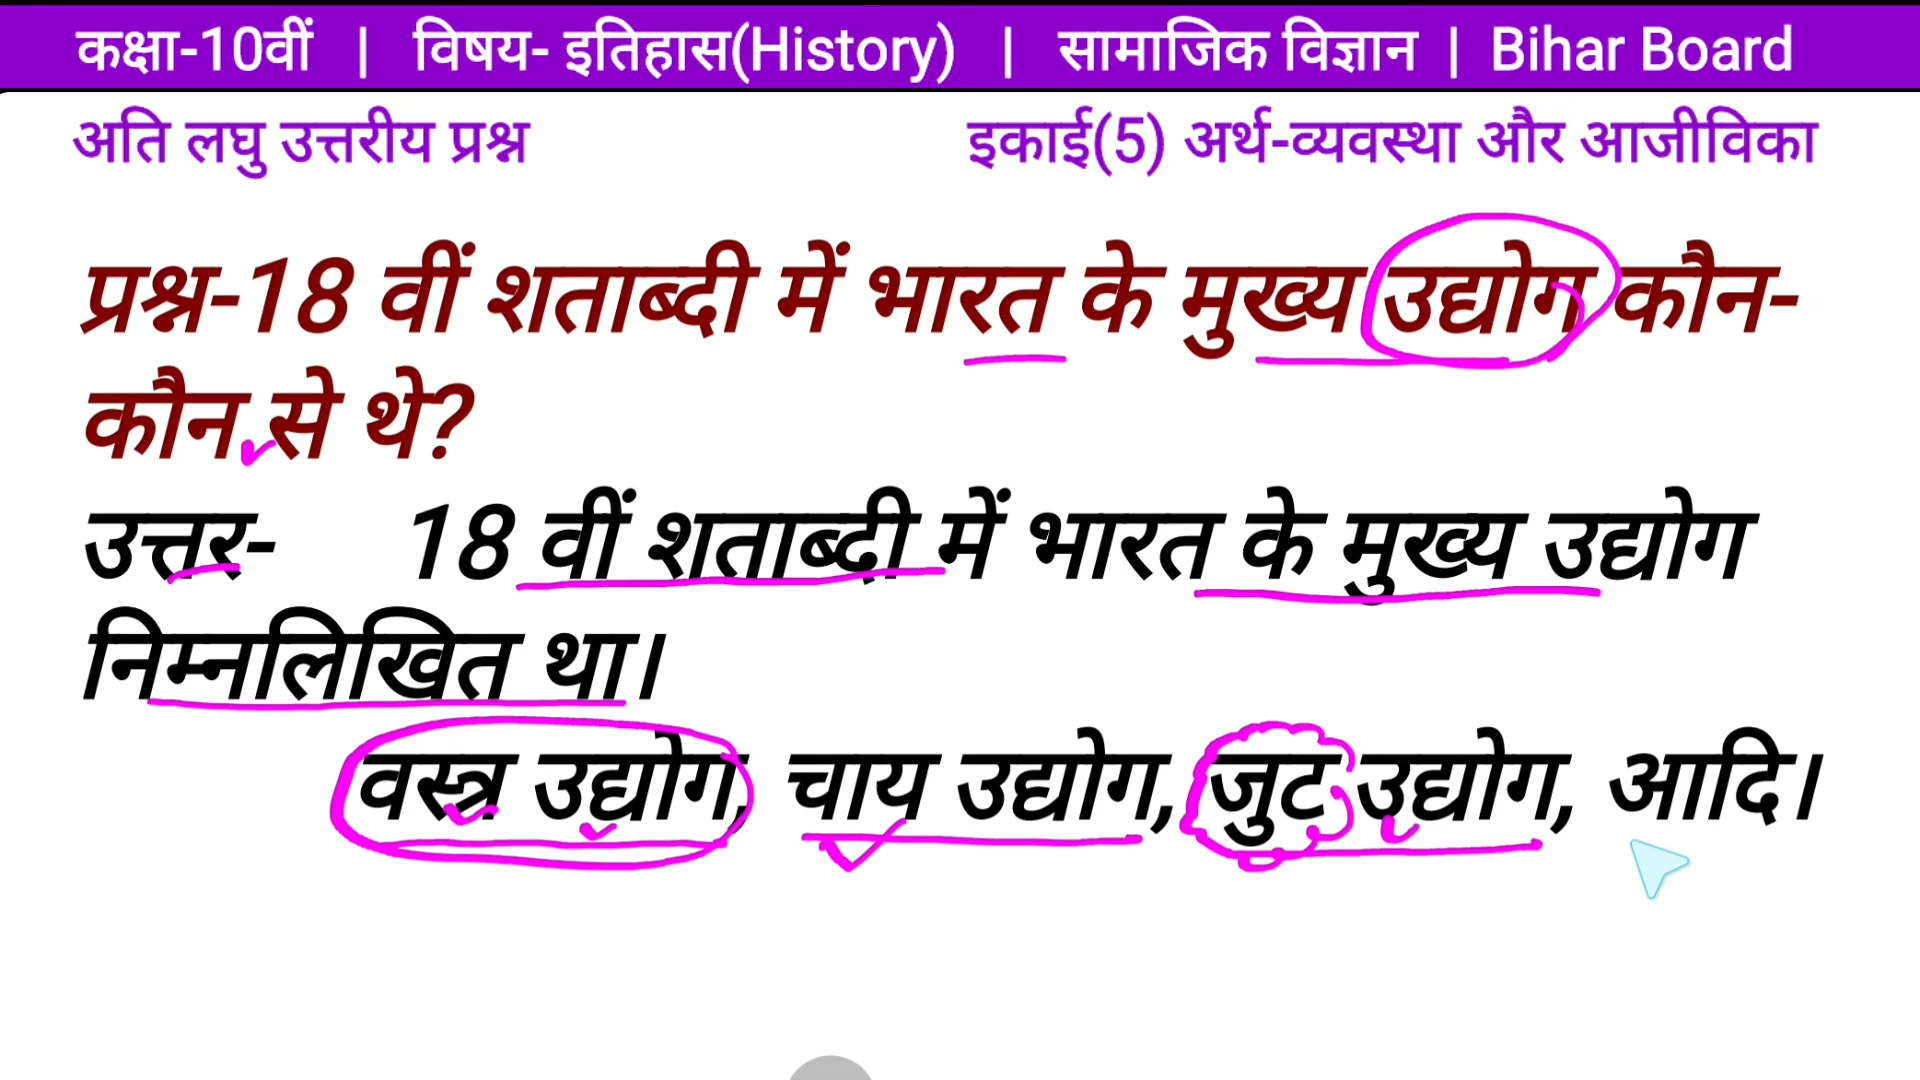 कक्षा-10वीं | विषय- इतिहास(History) | सामाजिक विज्ञान | Bihar Board
अति लघु उत्तरीय प्रश्न इकाई(5) अर्थ-व्यवस्था और आजीविका
प्रश्न-18 वीं शताब्दी में भारत के मुख्य उद्योग कौन-
कौन से थे?
उत्तर- 18 वीं शताब्दी में भारत के मुख्य उद्योग
निम्नलिखित था।
वस्त्र उद्योग, चाय उद्योग, जुट उद्योग, आदि।